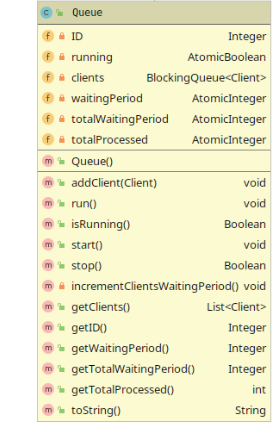 C Queue
f ID Integer
f running AtomicBoolean
f clients BlockingQueue<Client>
f waitingPeriod AtomicInteger
f totalWaitingPeriod AtomicInteger
f totalProcessed AtomicInteger
m Queue()
m addClient(Client) void
m run() void
m isRunning() Boolean
m start() void
m stop() Boolean
m incrementClientsWaitingPeriod() void
m getClients() List<Client>
m getID() Integer
m getWaitingPeriod() Integer
m getTotalWaitingPeriod() Integer
m getTotalProcessed() int
m toString() String